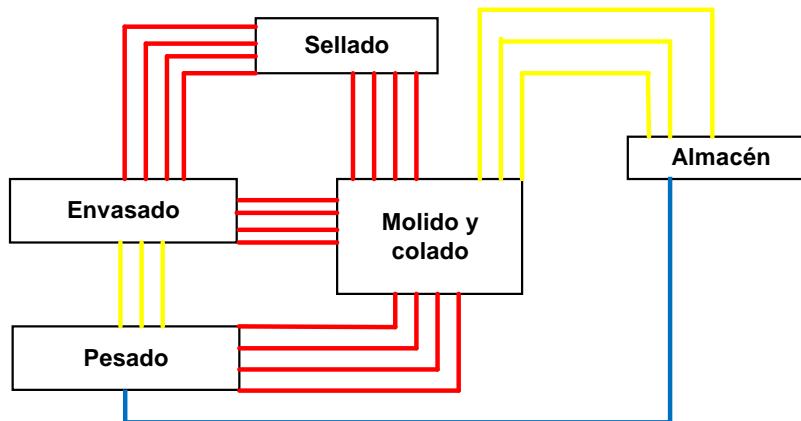 Sellado
Almacén
Envasado
Molido y
colado
Pesado